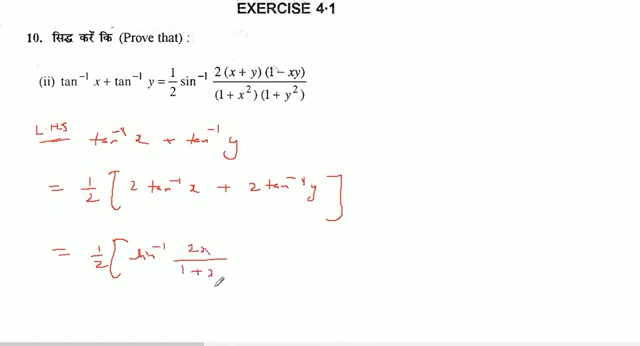 EXERCISE 4·1
10. सिद्ध करें कि (Prove that) :
(ii) tan⁻¹ x + tan⁻¹ y = 1/2 sin⁻¹ 2(x + y)(1 − xy)/(1 + x²)(1 + y²)
L.H.S tan⁻¹ x + tan⁻¹ y
= 1/2 [ 2 tan⁻¹ x + 2 tan⁻¹ y ]
= 1/2 [ sin⁻¹ 2x/1 +